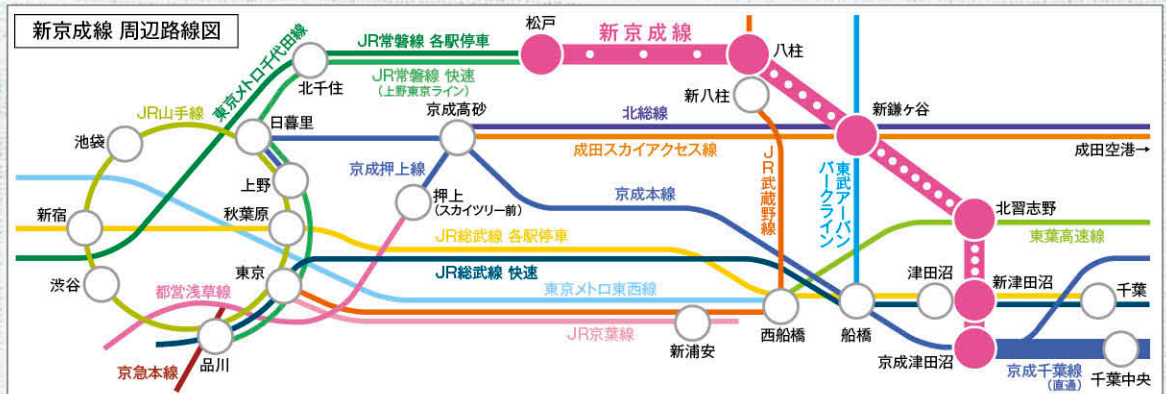 新京成線 周辺路線図
松戸
新京成線
八柱
JR常磐線 各駅停車
JR常磐線 快速
(上野東京ライン)
北千住
東京メトロ千代田線
新八柱
新鎌ヶ谷
JR山手線
京成高砂
北総線
池袋
日暮里
成田スカイアクセス線
成田空港→
京成押上線
JR武蔵野線
東武アーバン
パークライン
上野
押上
(スカイツリー前)
京成本線
新宿
秋葉原
北習志野
東葉高速線
JR総武線 各駅停車
渋谷
東京
JR総武線 快速
津田沼
新津田沼
千葉
都営浅草線
東京メトロ東西線
JR京葉線
新浦安
西船橋
船橋
品川
京急本線
京成津田沼
京成千葉線
(直通)
千葉中央